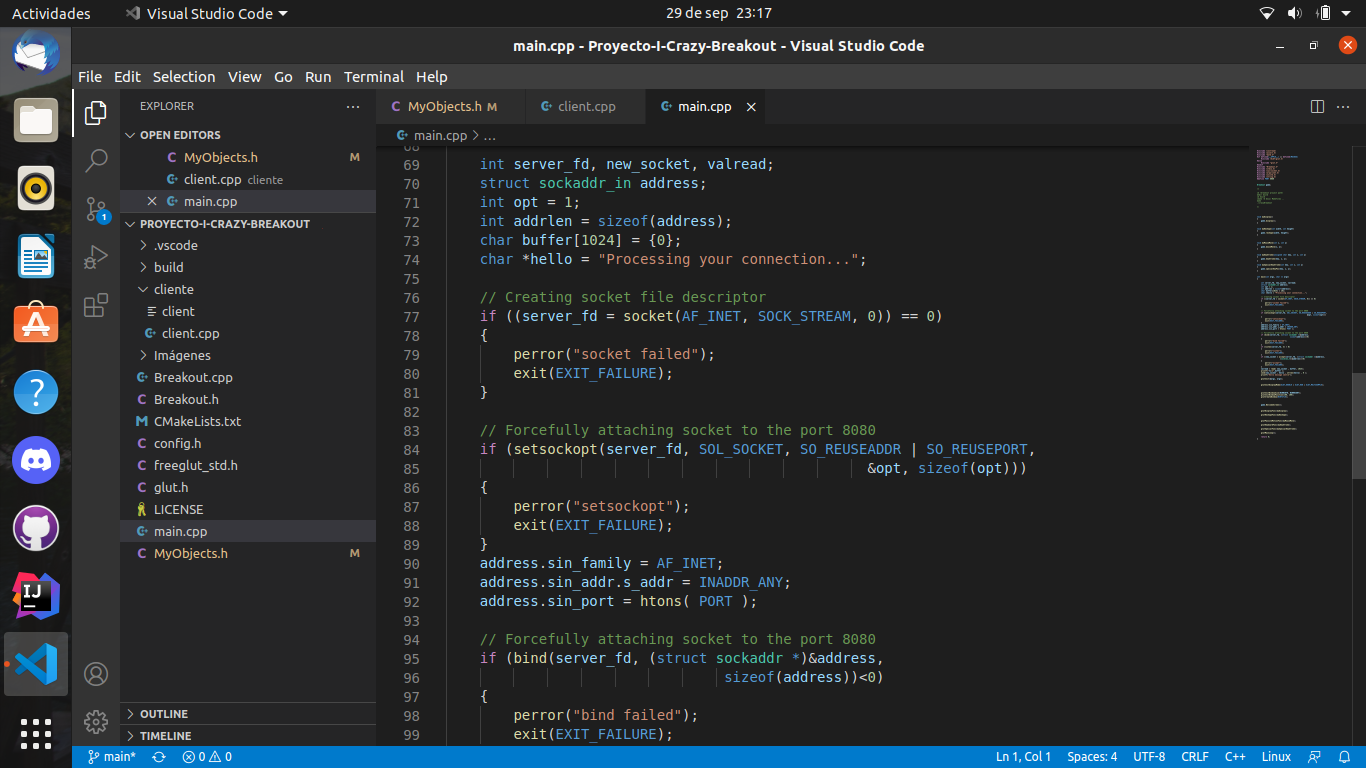 Actividades
Visual Studio Code
29 de sep 23:17
main.cpp - Proyecto-I-Crazy-Breakout - Visual Studio Code
File Edit Selection View Go Run Terminal Help
EXPLORER
OPEN EDITORS
MyObjects.h M
client.cpp cliente
main.cpp
PROYECTO-I-CRAZY-BREAKOUT
.vscode
build
cliente
client
client.cpp
Imágenes
Breakout.cpp
Breakout.h
CMakeLists.txt
config.h
freeglut_std.h
glut.h
LICENSE
main.cpp
MyObjects.h M
OUTLINE
TIMELINE
MyObjects.h M
client.cpp
main.cpp
main.cpp > ...
69 int server_fd, new_socket, valread;
70 struct sockaddr_in address;
71 int opt = 1;
72 int addrlen = sizeof(address);
73 char buffer[1024] = {0};
74 char *hello = "Processing your connection...";
75
76 // Creating socket file descriptor
77 if ((server_fd = socket(AF_INET, SOCK_STREAM, 0)) == 0)
78 {
79 perror("socket failed");
80 exit(EXIT_FAILURE);
81 }
82
83 // Forcefully attaching socket to the port 8080
84 if (setsockopt(server_fd, SOL_SOCKET, SO_REUSEADDR | SO_REUSEPORT,
85 &opt, sizeof(opt)))
86 {
87 perror("setsockopt");
88 exit(EXIT_FAILURE);
89 }
90 address.sin_family = AF_INET;
91 address.sin_addr.s_addr = INADDR_ANY;
92 address.sin_port = htons( PORT );
93
94 // Forcefully attaching socket to the port 8080
95 if (bind(server_fd, (struct sockaddr *)&address,
96 sizeof(address))<0)
97 {
98 perror("bind failed");
99 exit(EXIT_FAILURE);
main* 0 0
Ln 1, Col 1 Spaces: 4 UTF-8 CRLF C++ Linux